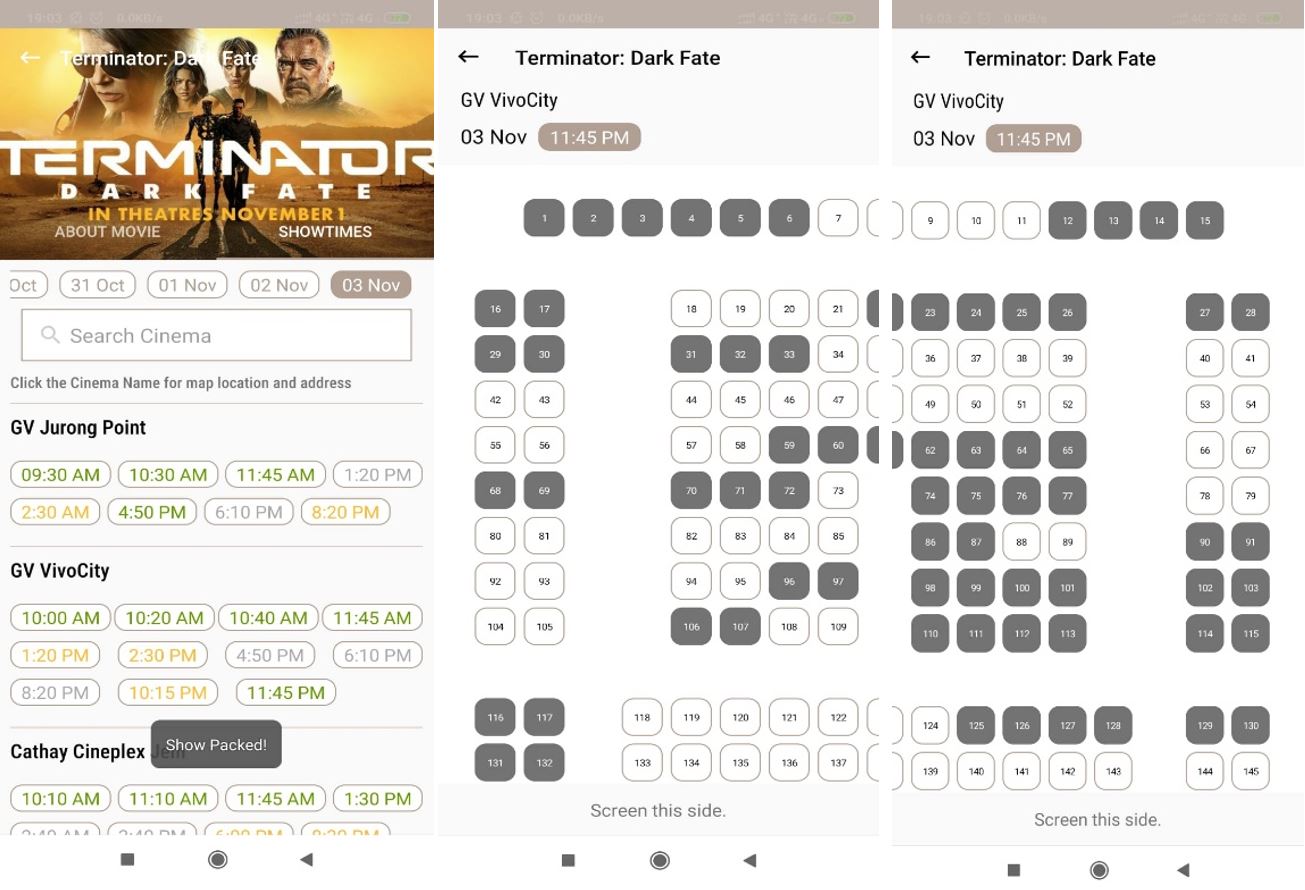 19:03 0.0KB/s 4G+ 4G
Terminator: Dark Fate
TERMINATOR
DARK FATE
IN THEATRES NOVEMBER 1
ABOUT MOVIE SHOWTIMES
Oct 31 Oct 01 Nov 02 Nov 03 Nov
Search Cinema
Click the Cinema Name for map location and address
GV Jurong Point
09:30 AM 10:30 AM 11:45 AM 1:20 PM
2:30 AM 4:50 PM 6:10 PM 8:20 PM
GV VivoCity
10:00 AM 10:20 AM 10:40 AM 11:45 AM
1:20 PM 2:30 PM 4:50 PM 6:10 PM
8:20 PM 10:15 PM 11:45 PM
Cathay Cineplex
Show Packed!
10:10 AM 11:10 AM 11:45 AM 1:30 PM
19:03 0.0KB/s 4G+ 4G
Terminator: Dark Fate
GV VivoCity
03 Nov 11:45 PM
1 2 3 4 5 6 7
16 17 18 19 20 21
29 30 31 32 33 34
42 43 44 45 46 47
55 56 57 58 59 60
68 69 70 71 72 73
80 81 82 83 84 85
92 93 94 95 96 97
104 105 106 107 108 109
116 117 118 119 120 121 122
131 132 133 134 135 136 137
Screen this side.
19:03 0.0KB/s 4G+ 4G
Terminator: Dark Fate
GV VivoCity
03 Nov 11:45 PM
9 10 11 12 13 14 15
23 24 25 26 27 28
36 37 38 39 40 41
49 50 51 52 53 54
62 63 64 65 66 67
74 75 76 77 78 79
86 87 88 89 90 91
98 99 100 101 102 103
110 111 112 113 114 115
124 125 126 127 128 129 130
139 140 141 142 143 144 145
Screen this side.